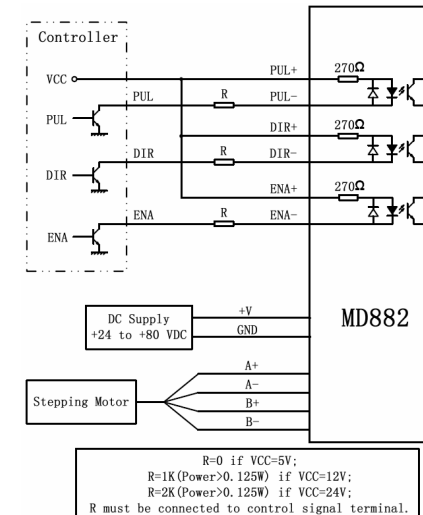 Controller
VCC
PUL+
270Ω
PUL
R
PUL-
PUL
DIR+
270Ω
DIR
R
DIR-
DIR
ENA+
270Ω
ENA
R
ENA-
ENA
MD882
DC Supply
+24 to +80 VDC
+V
GND
Stepping Motor
A+
A-
B+
B-
R=0 if VCC=5V;
R=1K(Power>0.125W) if VCC=12V;
R=2K(Power>0.125W) if VCC=24V;
R must be connected to control signal terminal.